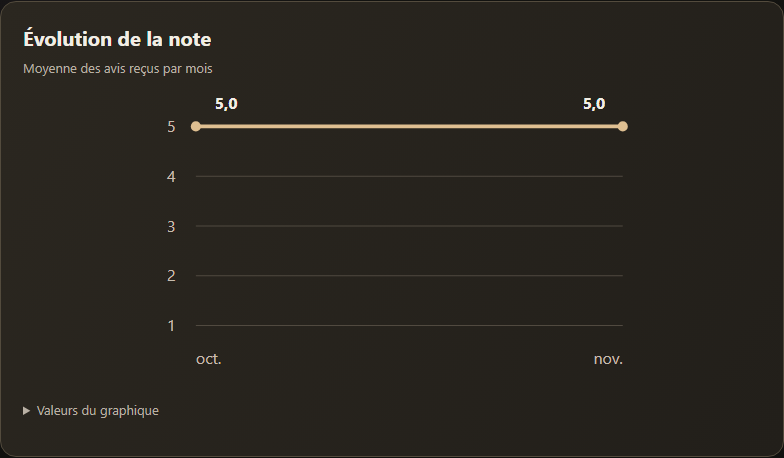 Évolution de la note
Moyenne des avis reçus par mois
5,0 5,0
5
4
3
2
1
oct. nov.
Valeurs du graphique